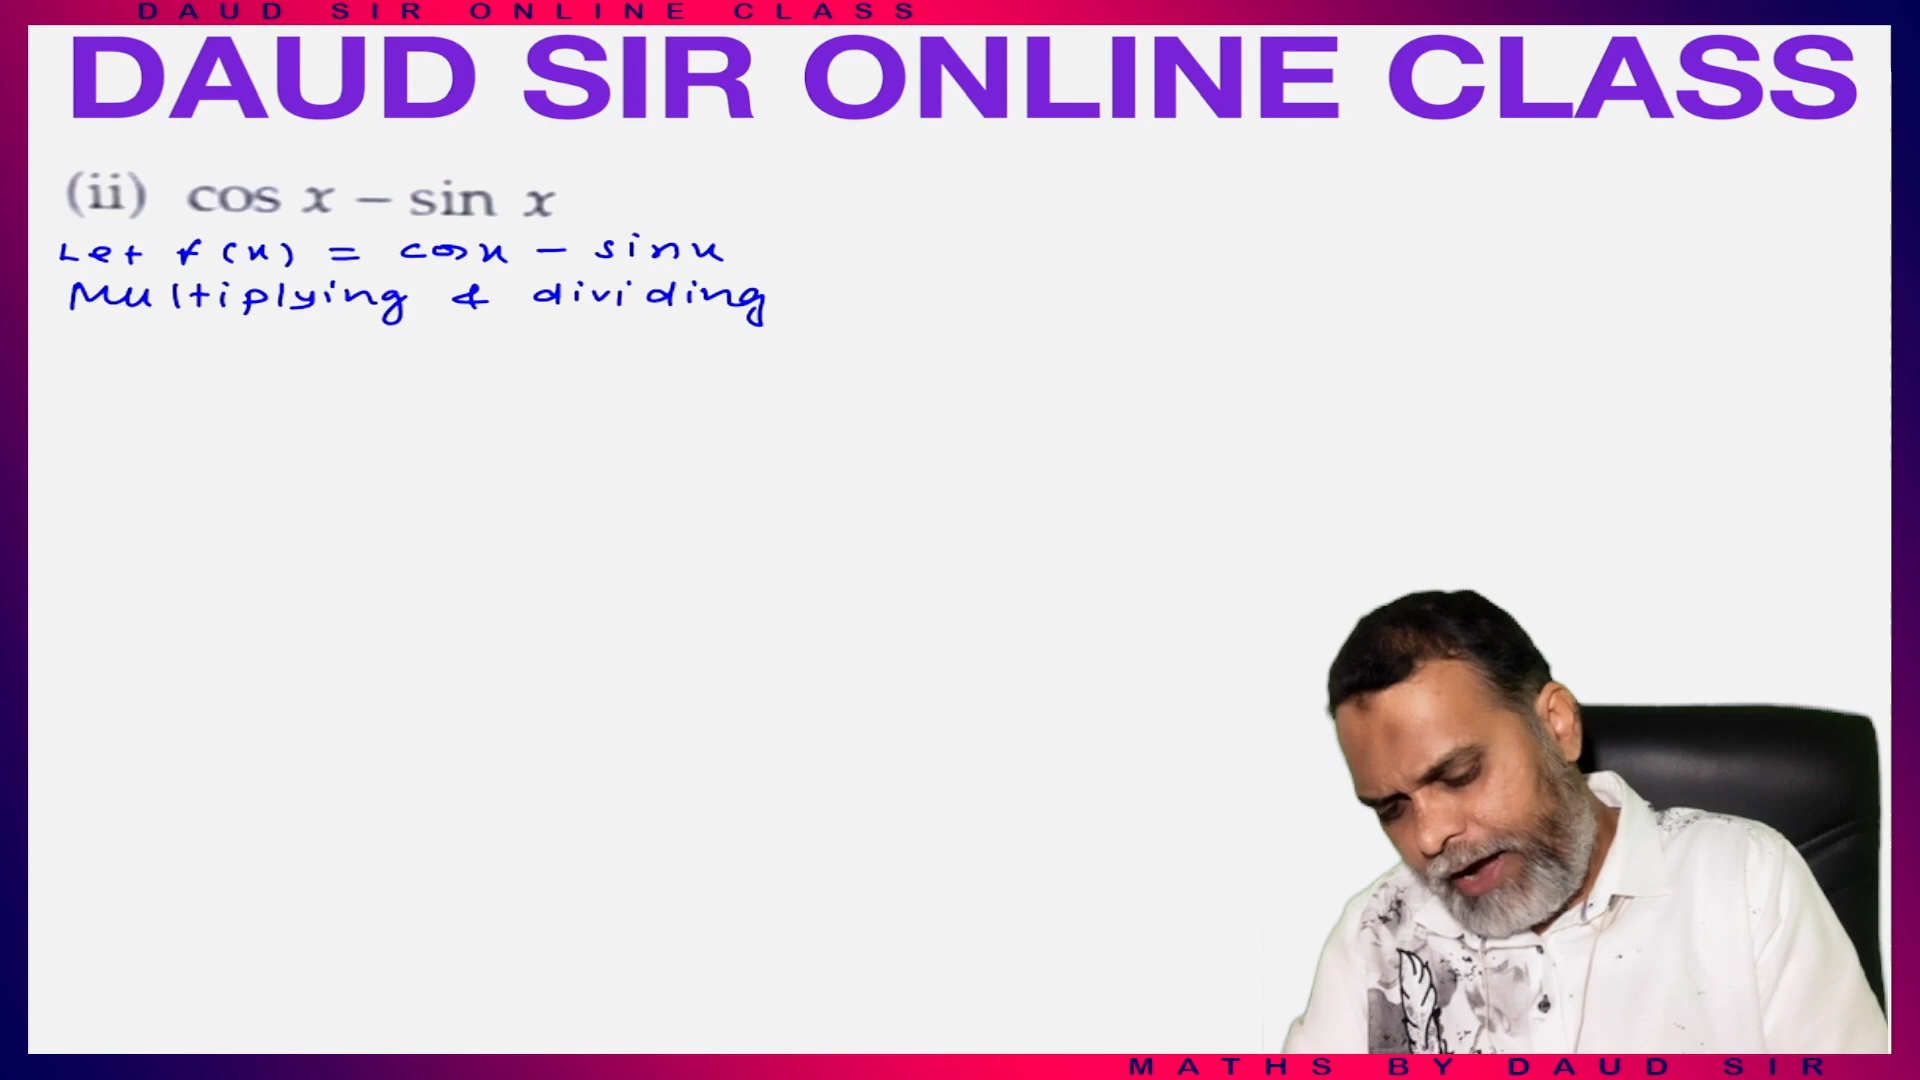 DAUD SIR ONLINE CLASS
DAUD SIR ONLINE CLASS
(ii) cos x – sin x
Let f(x) = cosx – sinx
Multiplying & dividing
MATHS BY DAUD SIR